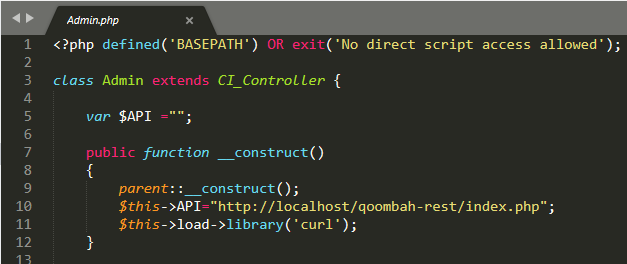 Admin.php ×
1 <?php defined('BASEPATH') OR exit('No direct script access allowed');
2
3 class Admin extends CI_Controller {
4
5     var $API ="";
6
7     public function __construct()
8     {
9         parent::__construct();
10         $this->API="http://localhost/qoombah-rest/index.php";
11         $this->load->library('curl');
12     }
13